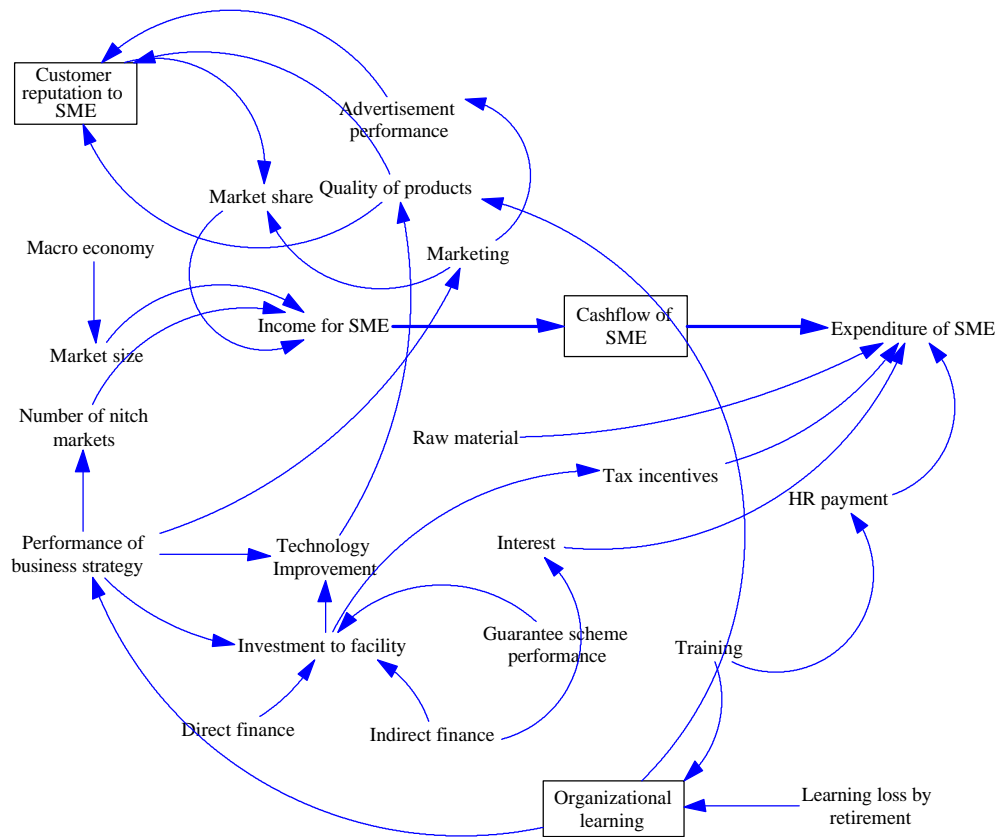 Customer
reputation to
SME
Advertisement
performance
Market share
Quality of products
Macro economy
Marketing
Income for SME
Cashflow of
SME
Expenditure of SME
Market size
Number of nitch
markets
Raw material
Tax incentives
HR payment
Performance of
business strategy
Technology
Improvement
Interest
Investment to facility
Guarantee scheme
performance
Training
Direct finance
Indirect finance
Organizational
learning
Learning loss by
retirement